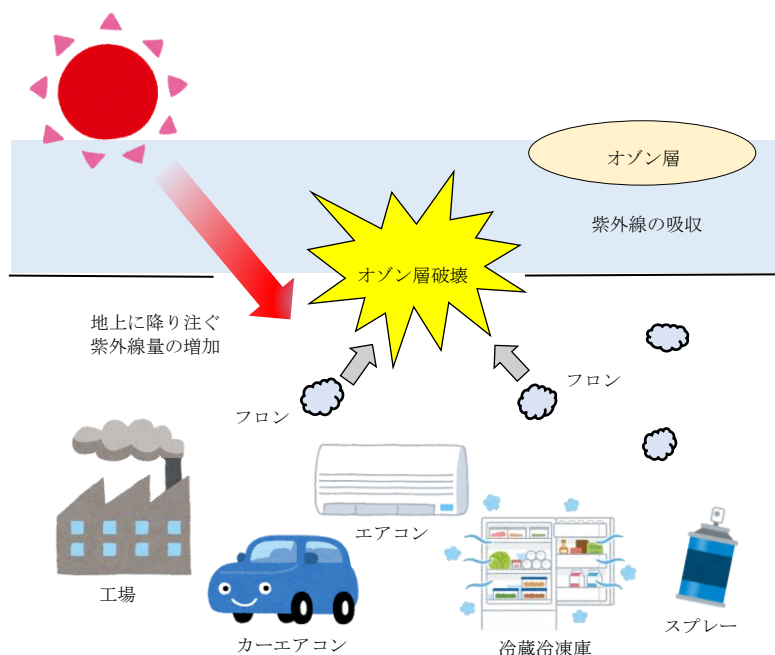 オゾン層
紫外線の吸収
オゾン層破壊
地上に降り注ぐ
紫外線量の増加
フロン
フロン
エアコン
工場
カーエアコン
冷蔵冷凍庫
スプレー